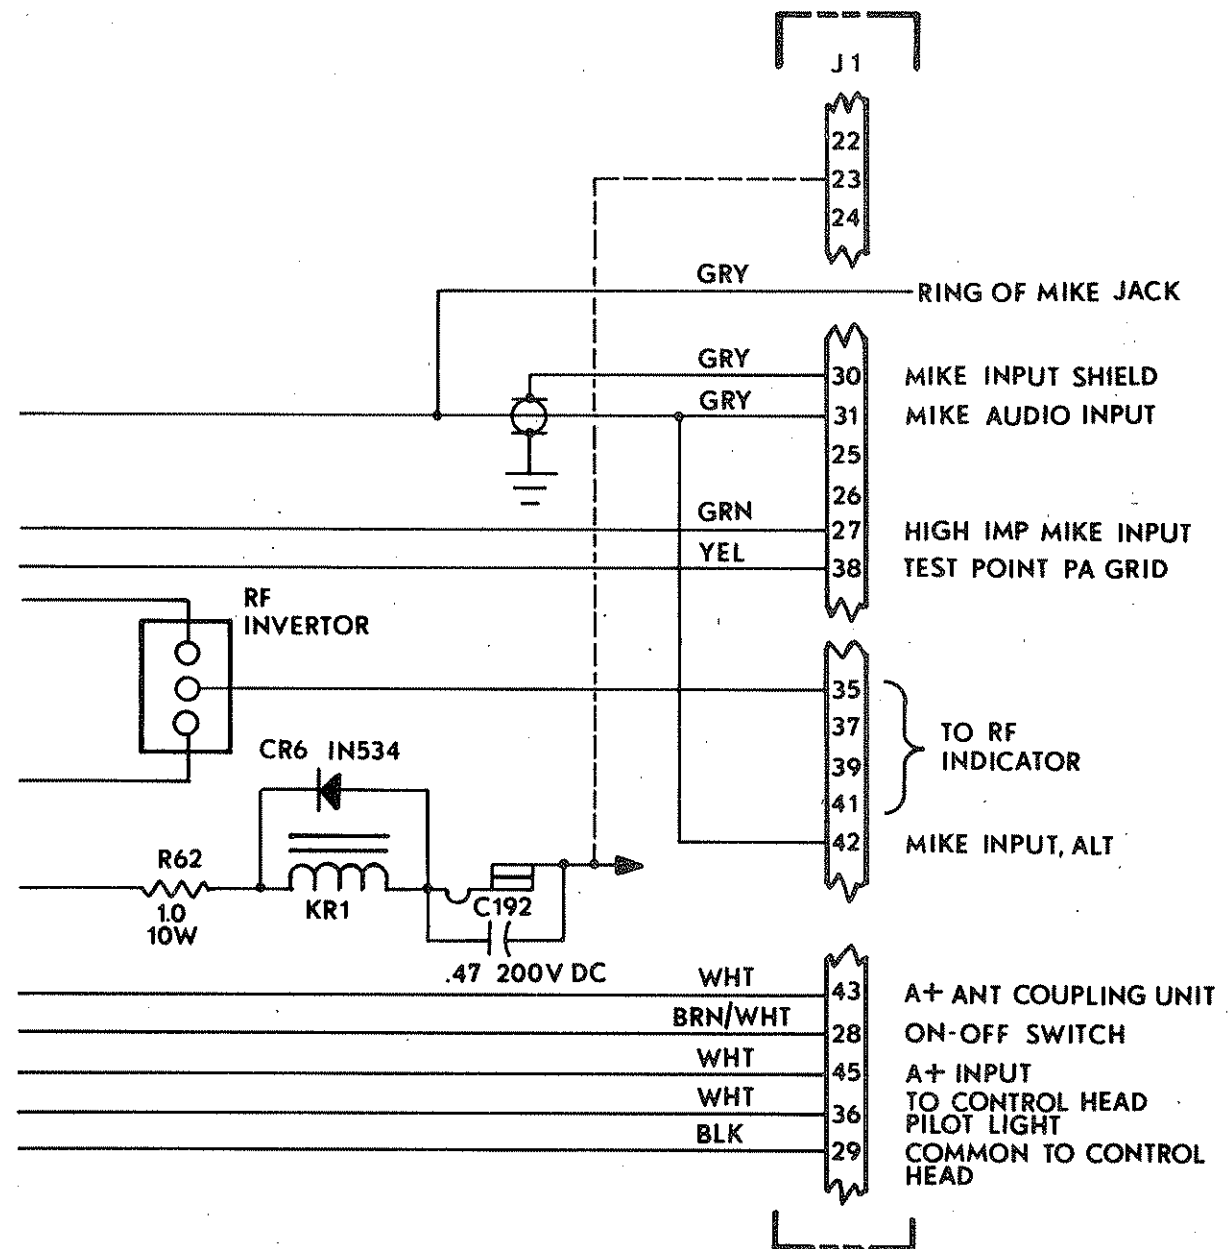 J1
22
23
24
GRY
RING OF MIKE JACK
GRY
30
MIKE INPUT SHIELD
GRY
31
MIKE AUDIO INPUT
25
26
GRN
27
HIGH IMP MIKE INPUT
YEL
38
TEST POINT PA GRID
RF
INVERTOR
35
37
39
41
TO RF
INDICATOR
42
MIKE INPUT, ALT
CR6 IN534
R62
1.0
10W
KR1
C192
.47 200V DC
WHT
43
A+ ANT COUPLING UNIT
BRN/WHT
28
ON-OFF SWITCH
WHT
45
A+ INPUT
WHT
36
TO CONTROL HEAD
PILOT LIGHT
BLK
29
COMMON TO CONTROL
HEAD